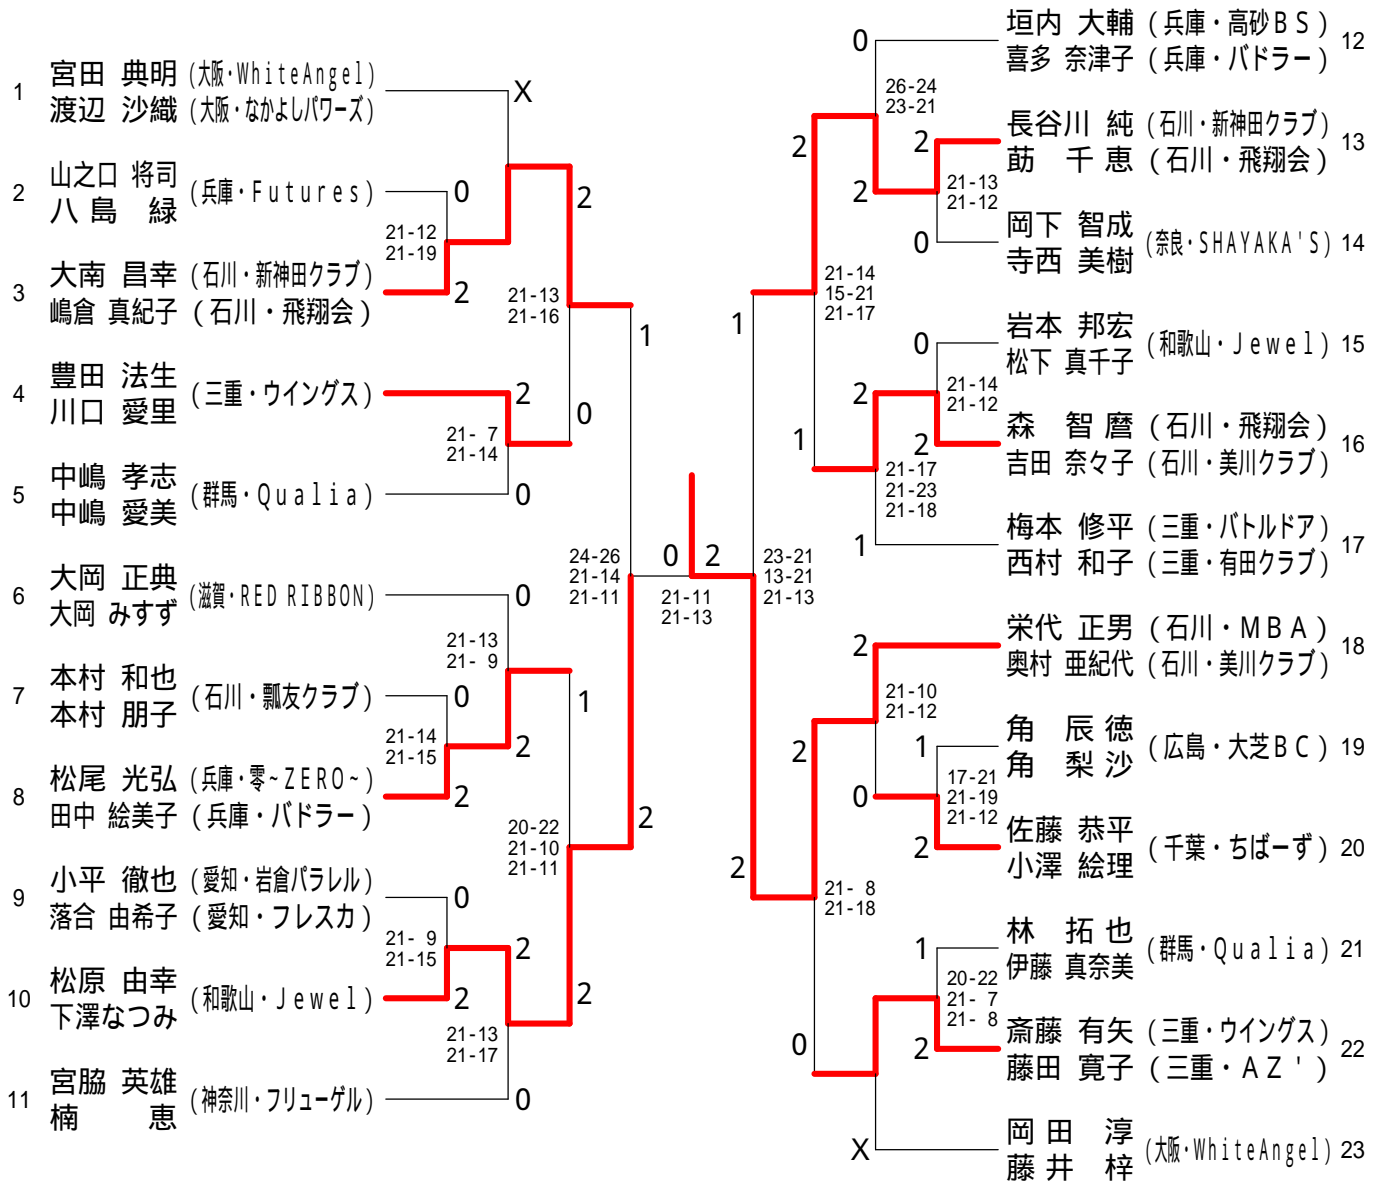 1 宮田 典明 (大阪・WhiteAngel)
渡辺 沙織 (大阪・なかよしパワーズ)
X
2 山之口 将司
八島 緑 (兵庫・Futures)
0
21-12
21-19
2
3 大南 昌幸 (石川・新神田クラブ)
嶋倉 真紀子 (石川・飛翔会)
2
21-13
21-16
1
4 豊田 法生
川口 愛里 (三重・ウイングス)
2
0
21- 7
21-14
5 中嶋 孝志
中嶋 愛美 (群馬・Qualia)
0
24-26
21-14
21-11
6 大岡 正典
大岡 みすず (滋賀・RED RIBBON)
0
21-13
21- 9
7 本村 和也
本村 朋子 (石川・瓢友クラブ)
0
1
21-14
21-15
2
8 松尾 光弘 (兵庫・零~ZERO~)
田中 絵美子 (兵庫・バドラー)
2
2
20-22
21-10
21-11
9 小平 徹也 (愛知・岩倉パラレル)
落合 由希子 (愛知・フレスカ)
0
21- 9
21-15
2
10 松原 由幸
下澤なつみ (和歌山・Jewel)
2
2
21-13
21-17
11 宮脇 英雄
楠 恵 (神奈川・フリューゲル)
0
0 2
21-11
21-13
0
垣内 大輔 (兵庫・高砂BS)
喜多 奈津子 (兵庫・バドラー) 12
26-24
23-21
2
2
長谷川 純 (石川・新神田クラブ)
莇 千恵 (石川・飛翔会) 13
2
21-13
21-12
0
岡下 智成
寺西 美樹 (奈良・SHAYAKA'S) 14
21-14
15-21
21-17
1
0
岩本 邦宏
松下 真千子 (和歌山・Jewel) 15
2
21-14
21-12
1
2
森 智麿 (石川・飛翔会)
吉田 奈々子 (石川・美川クラブ) 16
21-17
21-23
21-18
1
梅本 修平 (三重・バトルドア)
西村 和子 (三重・有田クラブ) 17
23-21
13-21
21-13
2
栄代 正男 (石川・MBA)
奥村 亜紀代 (石川・美川クラブ) 18
21-10
21-12
2
1
角 辰徳
角 梨沙 (広島・大芝BC) 19
0
17-21
21-19
21-12
2
佐藤 恭平
小澤 絵理 (千葉・ちばーず) 20
2
21- 8
21-18
1
林 拓也
伊藤 真奈美 (群馬・Qualia) 21
20-22
21- 7
21- 8
0
2
斎藤 有矢 (三重・ウイングス)
藤田 寛子 (三重・AZ') 22
X
岡田 淳
藤井 梓 (大阪・WhiteAngel) 23